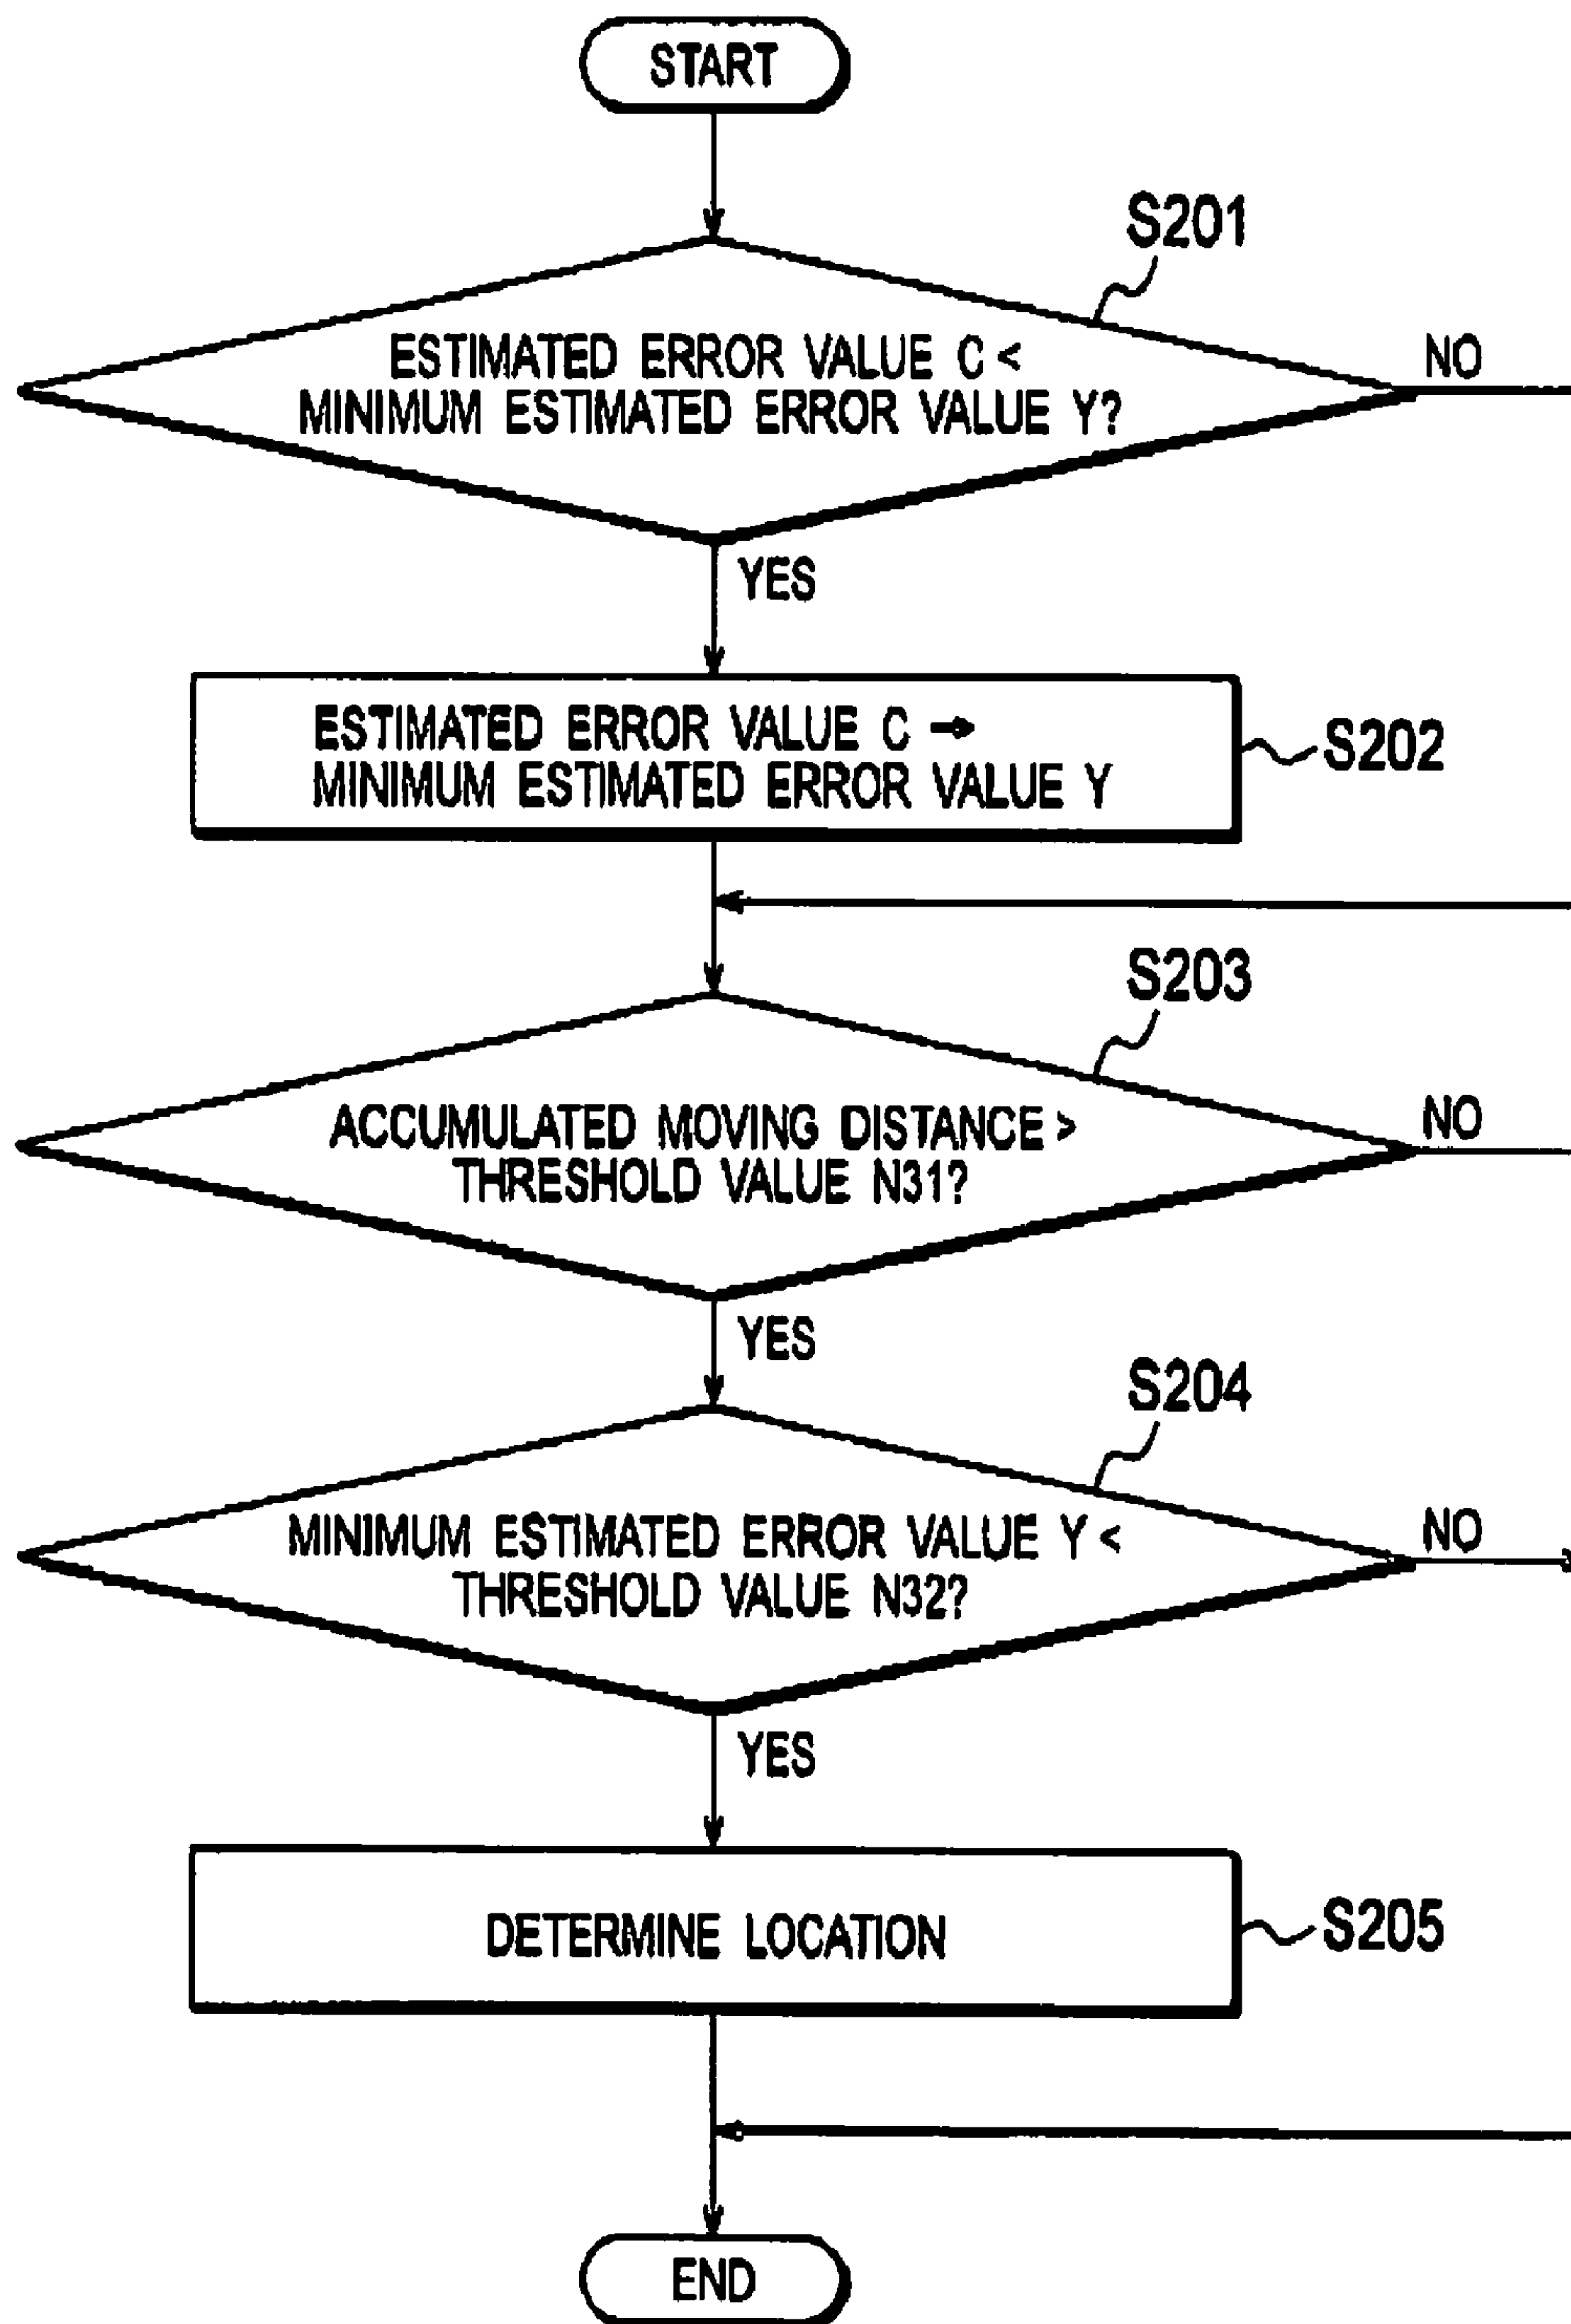 START
S201
ESTIMATED ERROR VALUE C <
MINIMUM ESTIMATED ERROR VALUE Y?
NO
YES
ESTIMATED ERROR VALUE C →
MINIMUM ESTIMATED ERROR VALUE Y
S202
S203
ACCUMULATED MOVING DISTANCE >
THRESHOLD VALUE N31?
NO
YES
S204
MINIMUM ESTIMATED ERROR VALUE Y <
THRESHOLD VALUE N32?
NO
YES
DETERMINE LOCATION
S205
END